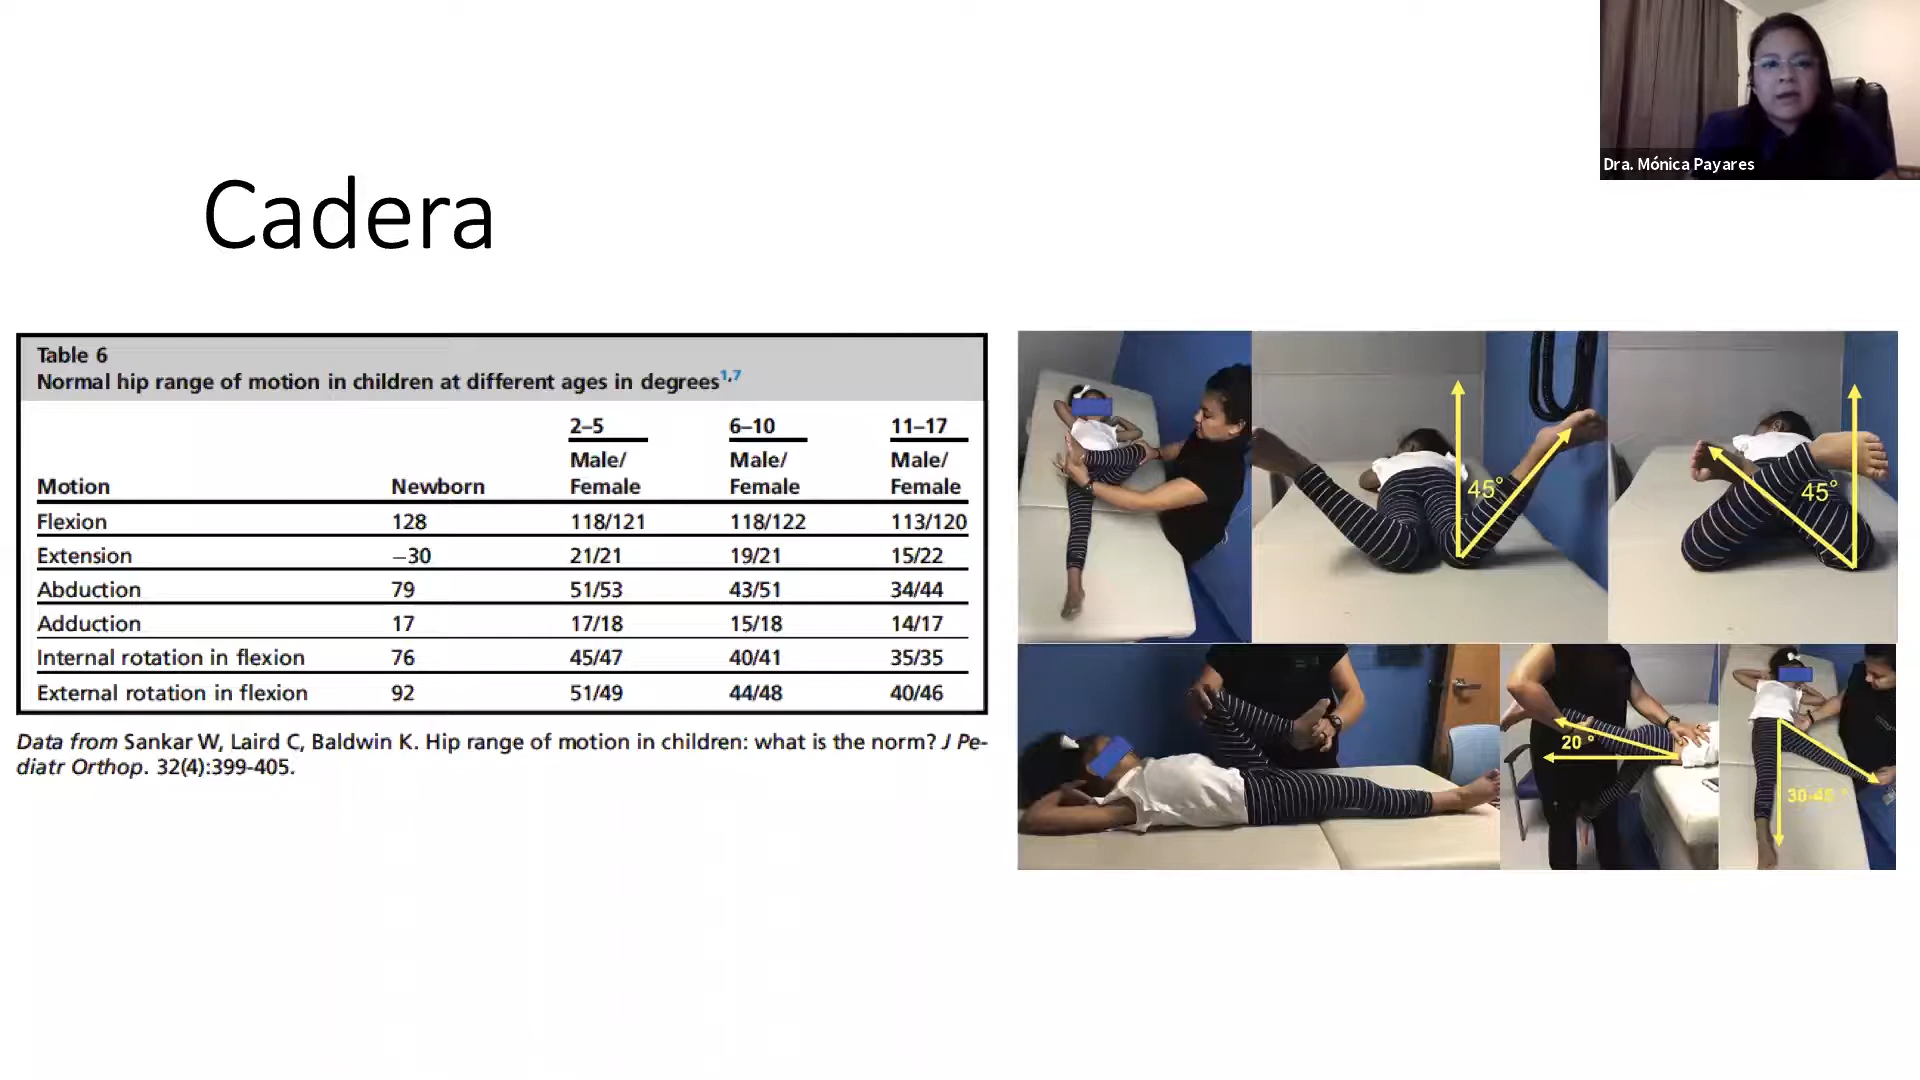 Dra. Mónica Payares
Cadera
Table 6
Normal hip range of motion in children at different ages in degrees1,7
2–5 6–10 11–17
Male/ Male/ Male/
Motion Newborn Female Female Female
Flexion 128 118/121 118/122 113/120
Extension −30 21/21 19/21 15/22
Abduction 79 51/53 43/51 34/44
Adduction 17 17/18 15/18 14/17
Internal rotation in flexion 76 45/47 40/41 35/35
External rotation in flexion 92 51/49 44/48 40/46
Data from Sankar W, Laird C, Baldwin K. Hip range of motion in children: what is the norm? J Pe-
diatr Orthop. 32(4):399-405.
45°
45°
20 °
30-45 °